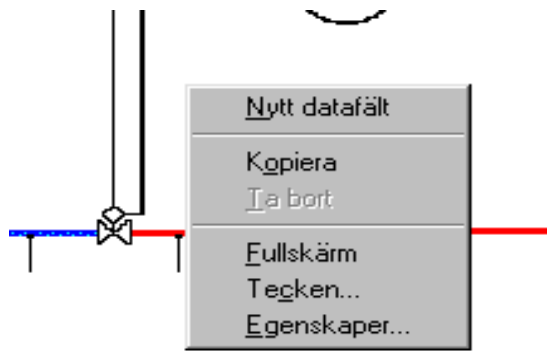 Nytt datafält
Kopiera
Ta bort
Fullskärm
Tecken...
Egenskaper...